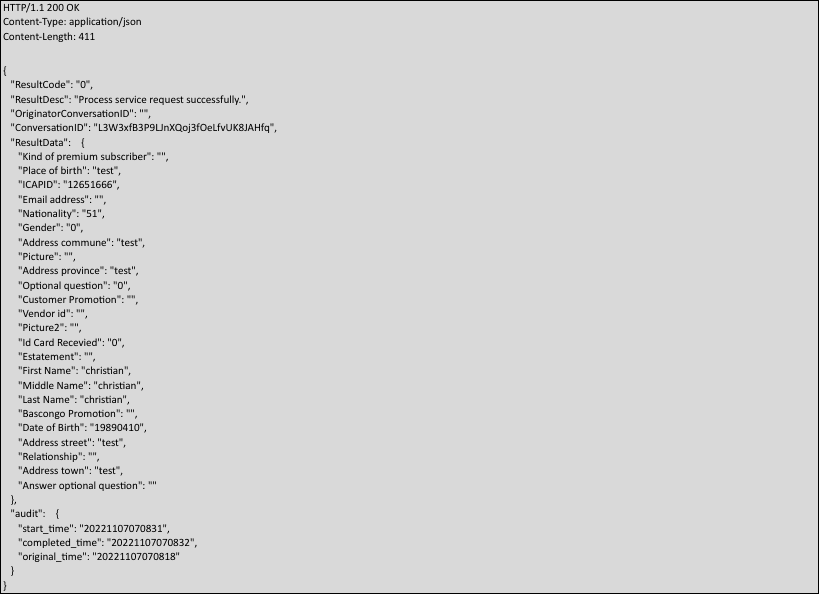 HTTP/1.1 200 OK
Content-Type: application/json
Content-Length: 411
{
"ResultCode": "0",
"ResultDesc": "Process service request successfully.",
"OriginatorConversationID": "",
"ConversationID": "L3W3xfB3P9LJnXQoj3fOeLfvUK8JAHfq",
"ResultData": {
"Kind of premium subscriber": "",
"Place of birth": "test",
"ICAPID": "12651666",
"Email address": "",
"Nationality": "51",
"Gender": "0",
"Address commune": "test",
"Picture": "",
"Address province": "test",
"Optional question": "0",
"Customer Promotion": "",
"Vendor id": "",
"Picture2": "",
"Id Card Recevied": "0",
"Estatement": "",
"First Name": "christian",
"Middle Name": "christian",
"Last Name": "christian",
"Bascongo Promotion": "",
"Date of Birth": "19890410",
"Address street": "test",
"Relationship": "",
"Address town": "test",
"Answer optional question": ""
},
"audit": {
"start_time": "20221107070831",
"completed_time": "20221107070832",
"original_time": "20221107070818"
}
}